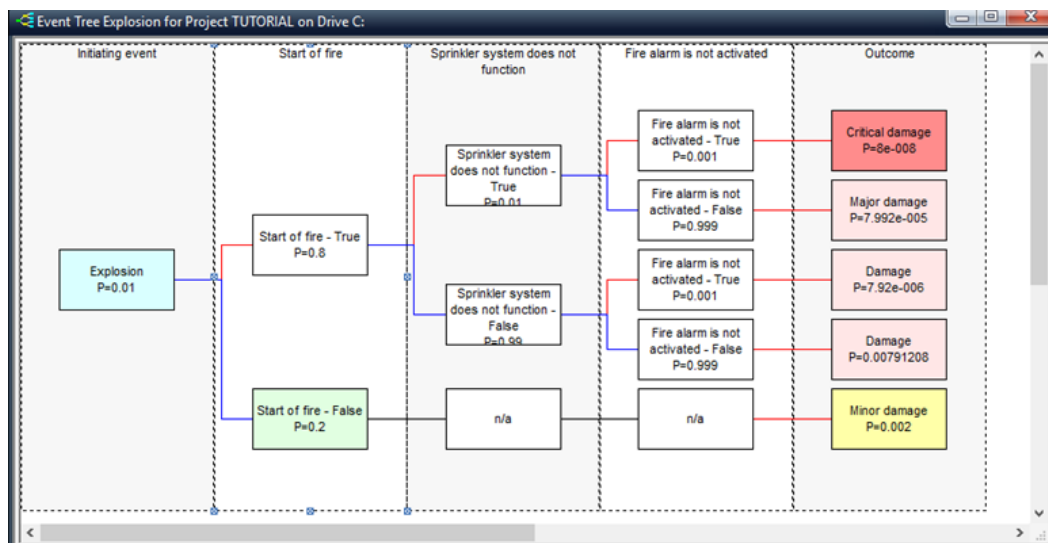 Event Tree Explosion for Project TUTORIAL on Drive C:
Initiating event
Start of fire
Sprinkler system does not
function
Fire alarm is not activated
Outcome
Explosion
P=0.01
Start of fire - True
P=0.8
Start of fire - False
P=0.2
Sprinkler system
does not function -
True
P=0.01
Sprinkler system
does not function -
False
P=0.99
n/a
Fire alarm is not
activated - True
P=0.001
Fire alarm is not
activated - False
P=0.999
Fire alarm is not
activated - True
P=0.001
Fire alarm is not
activated - False
P=0.999
n/a
Critical damage
P=8e-008
Major damage
P=7.992e-005
Damage
P=7.92e-006
Damage
P=0.00791208
Minor damage
P=0.002